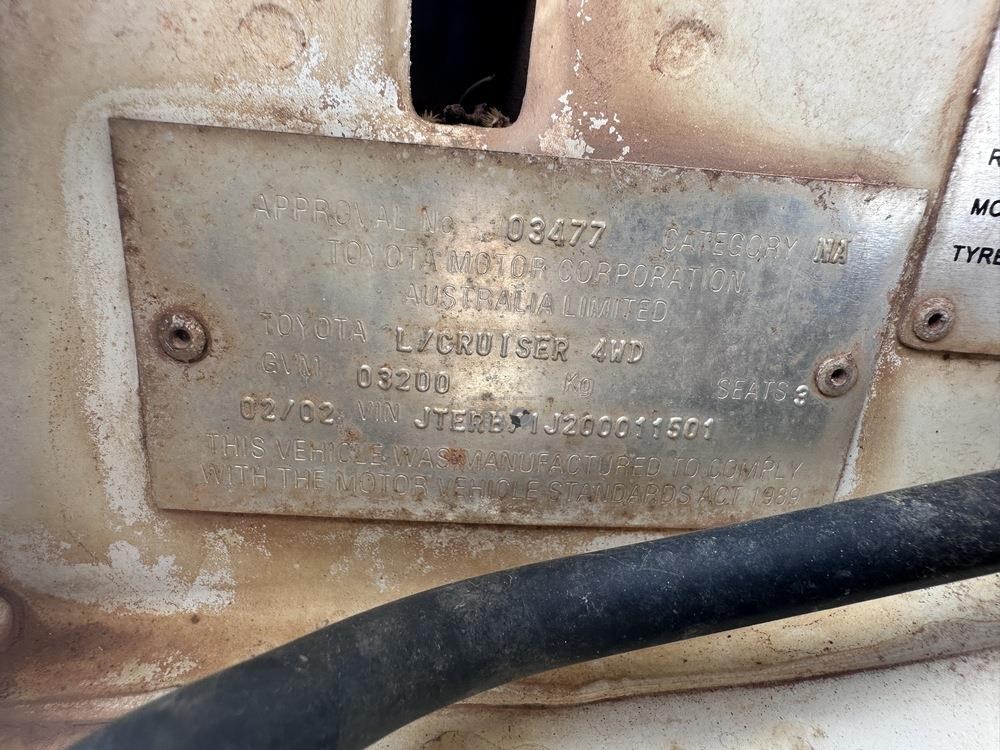 APPROVAL No. 03477 CATEGORY NA
TOYOTA MOTOR CORPORATION
AUSTRALIA LIMITED
TOYOTA L/CRUISER 4WD
GVM 03200 Kg SEATS 3
02/02 VIN
THIS VEHICLE WAS MANUFACTURED TO COMPLY
WITH THE MOTOR VEHICLE STANDARDS ACT 1989
R
MO
TYRE